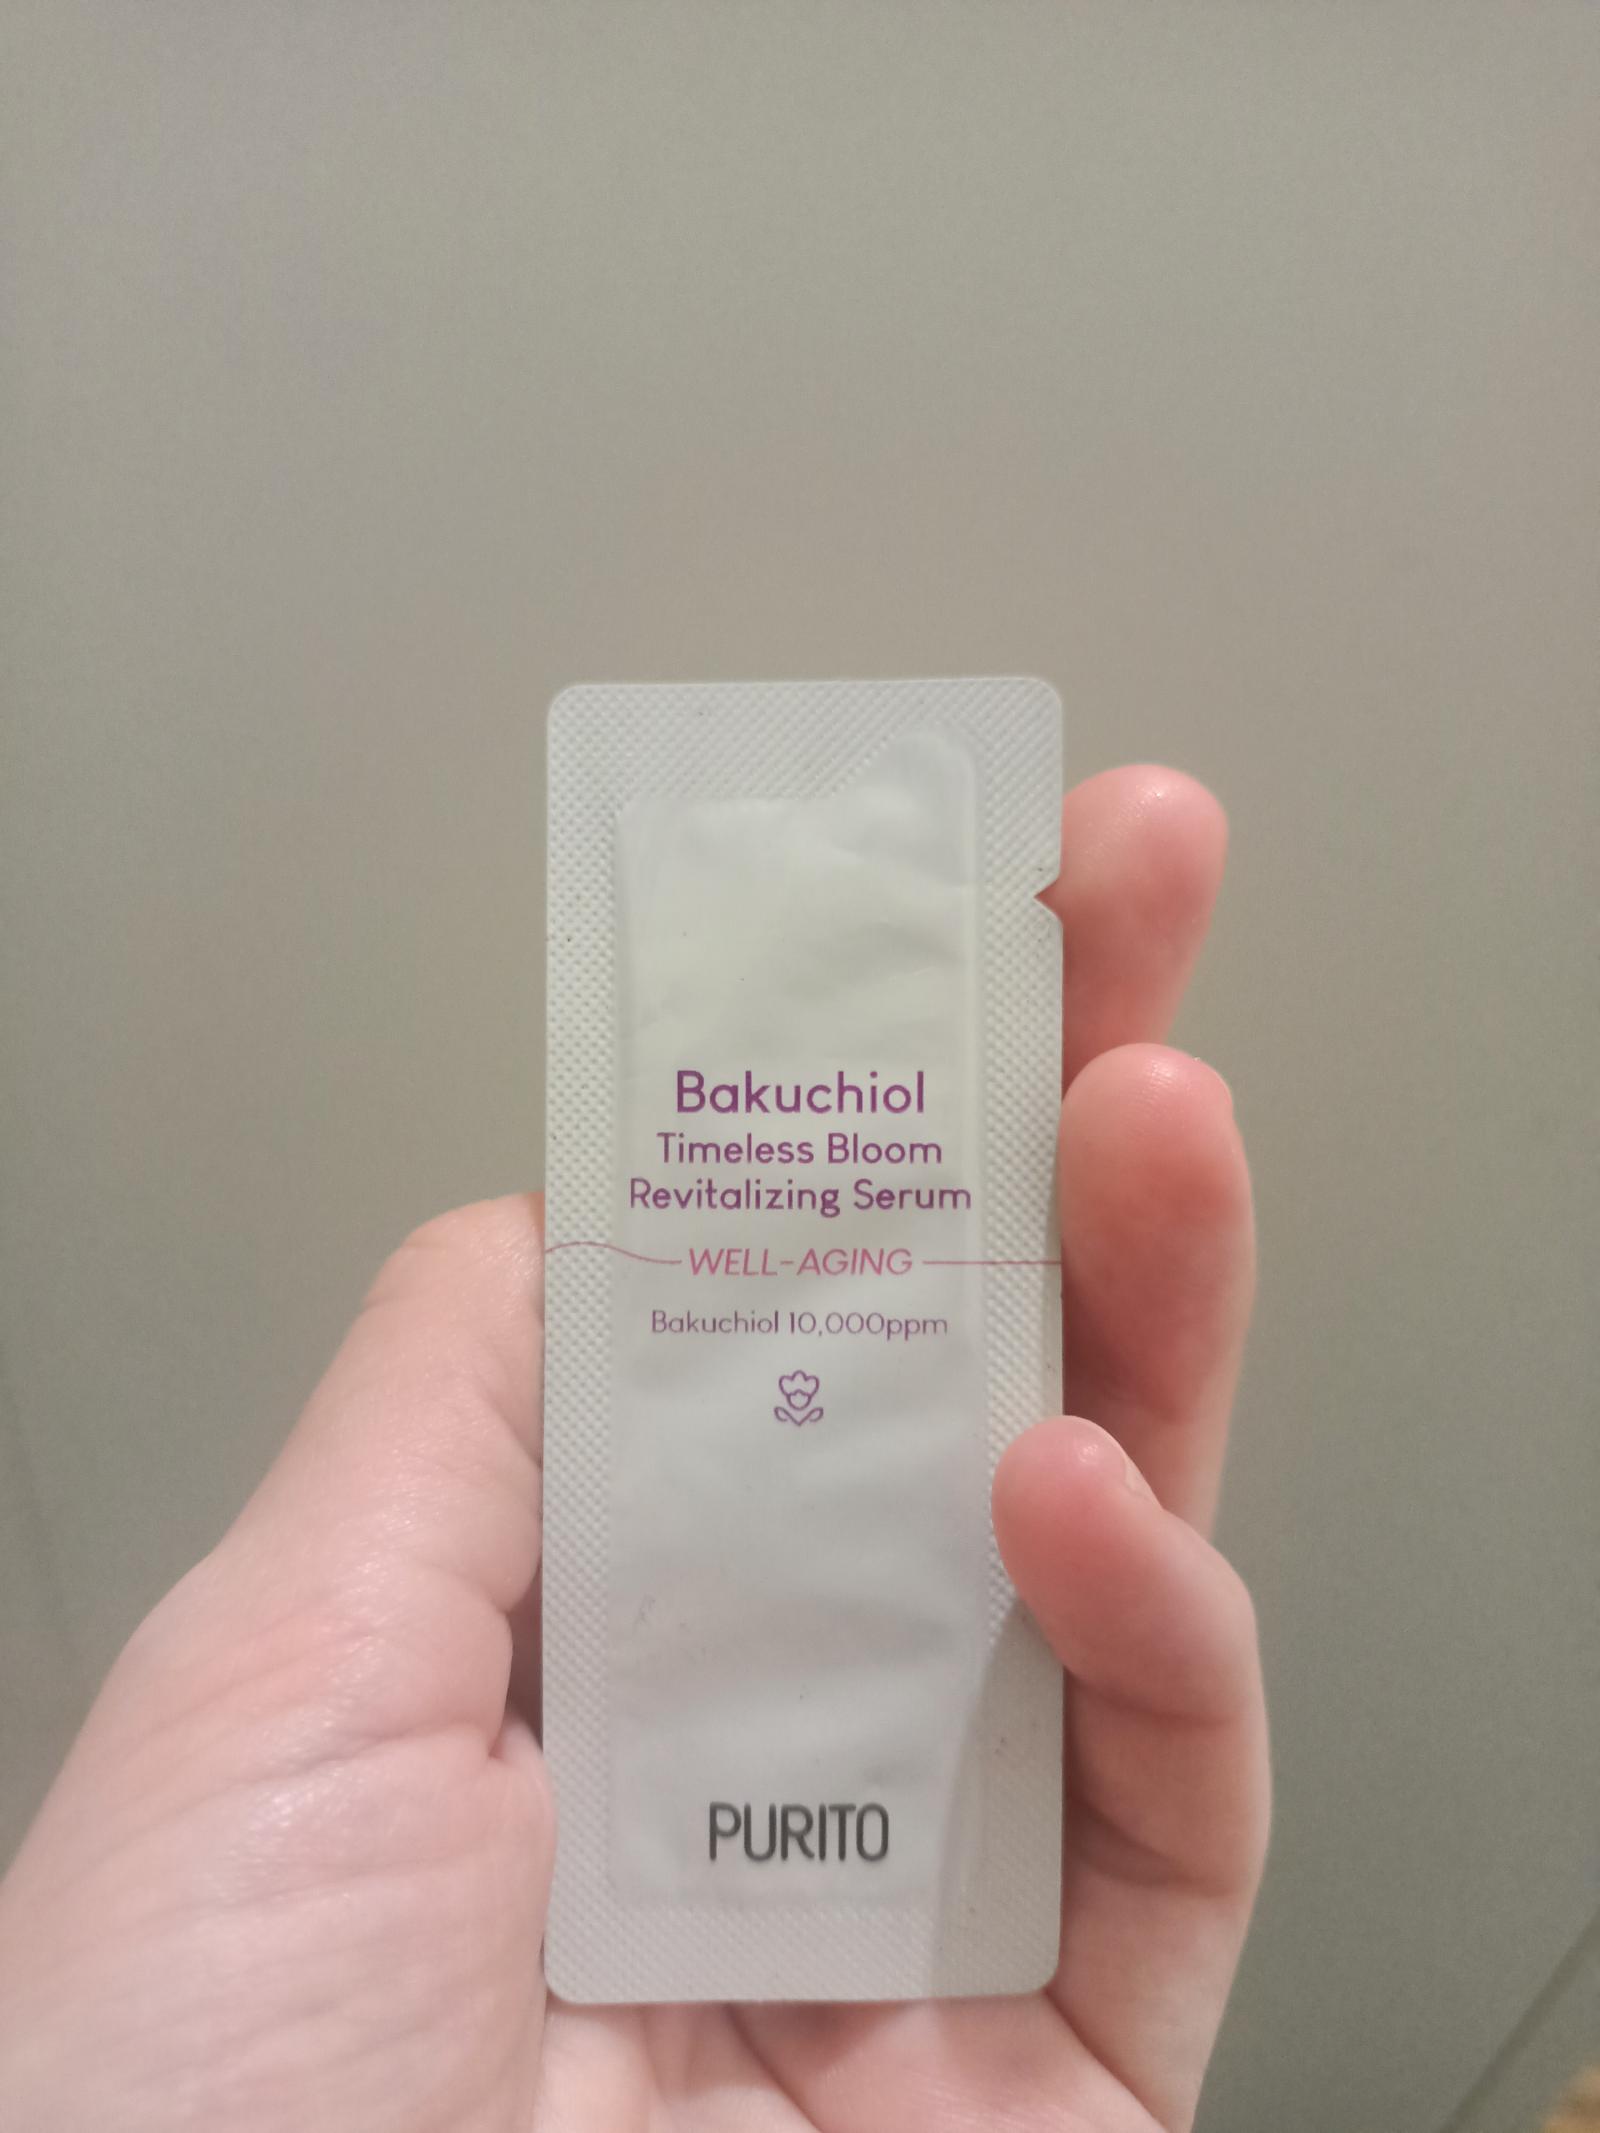 Bakuchiol
Timeless Bloom
Revitalizing Serum
WELL-AGING
Bakuchiol 10,000ppm
PURITO